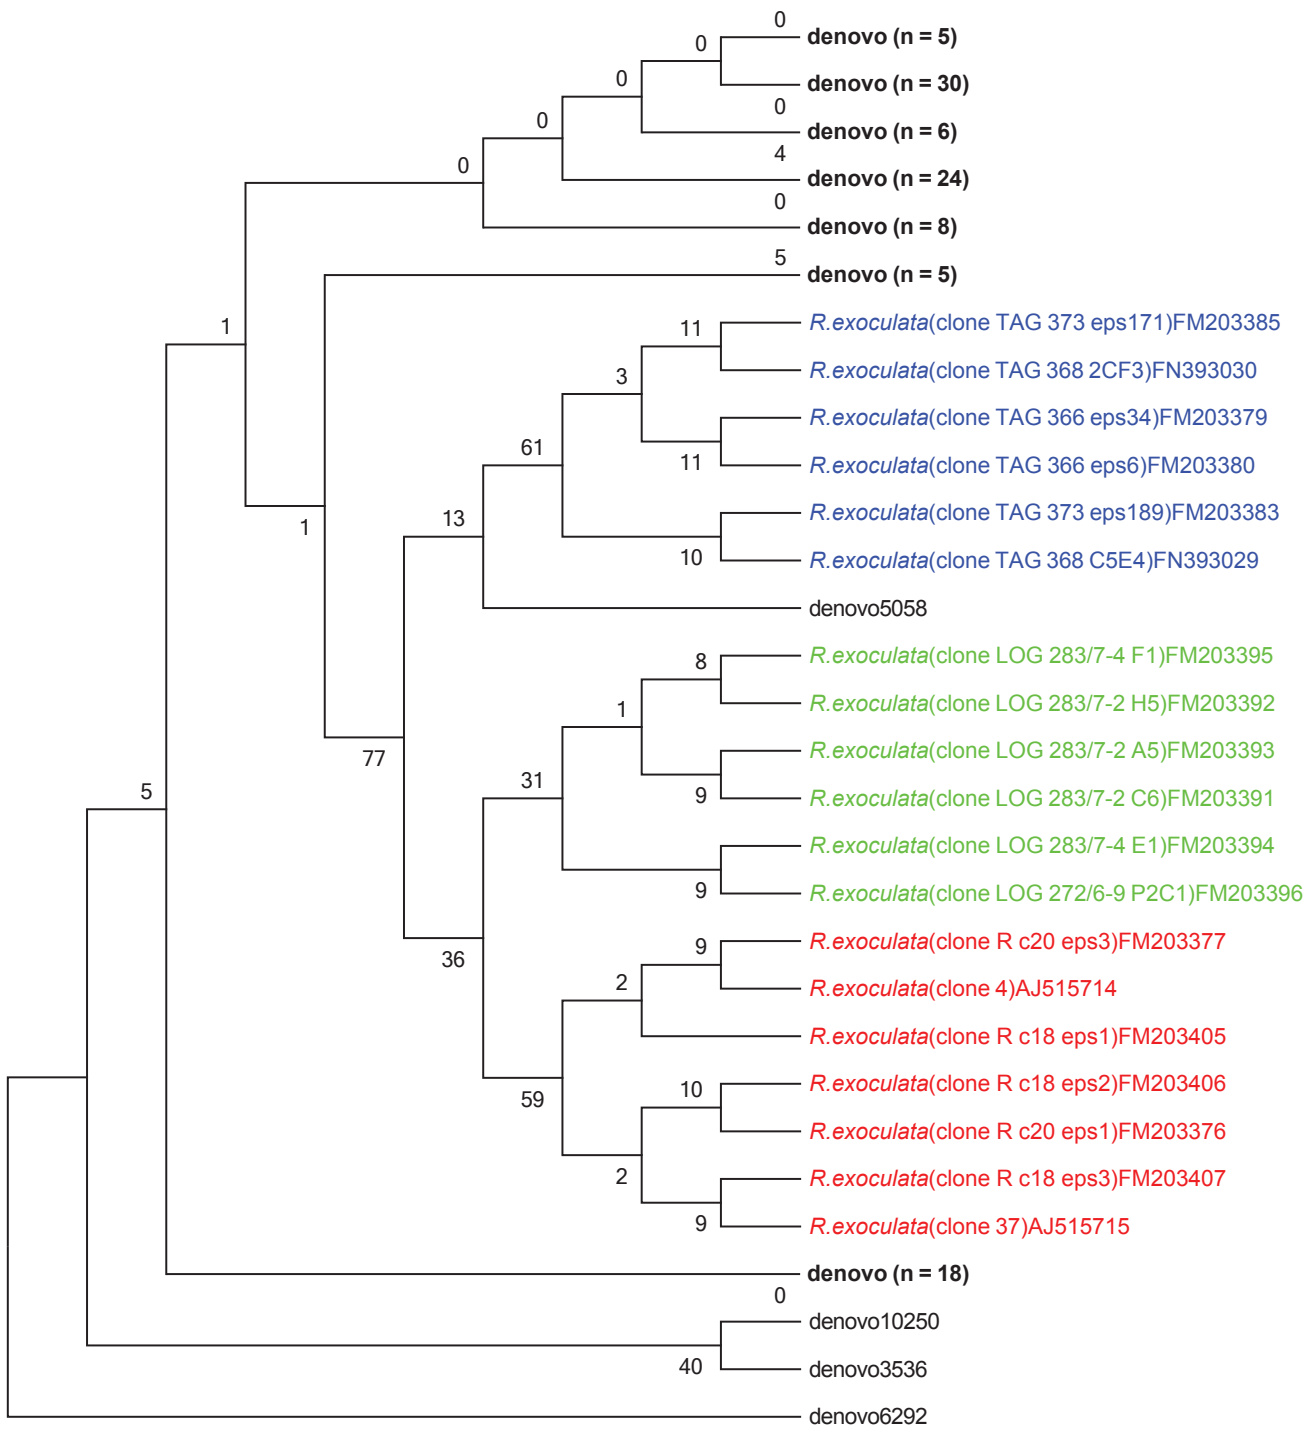 0
denovo (n = 5)
0
denovo (n = 30)
0
0
denovo (n = 6)
0
4
denovo (n = 24)
0
0
denovo (n = 8)
5
denovo (n = 5)
R.exoculata(clone TAG 373 eps171)FM203385
11
1
R.exoculata(clone TAG 368 2CF3)FN393030
3
R.exoculata(clone TAG 366 eps34)FM203379
61
R.exoculata(clone TAG 366 eps6)FM203380
11
R.exoculata(clone TAG 373 eps189)FM203383
13
1
R.exoculata(clone TAG 368 C5E4)FN393029
10
denovo5058
R.exoculata(clone LOG 283/7-4 F1)FM203395
8
R.exoculata(clone LOG 283/7-2 H5)FM203392
1
R.exoculata(clone LOG 283/7-2 A5)FM203393
77
31
5
R.exoculata(clone LOG 283/7-2 C6)FM203391
9
R.exoculata(clone LOG 283/7-4 E1)FM203394
R.exoculata(clone LOG 272/6-9 P2C1)FM203396
9
R.exoculata(clone R c20 eps3)FM203377
9
36
R.exoculata(clone 4)AJ515714
2
R.exoculata(clone R c18 eps1)FM203405
R.exoculata(clone R c18 eps2)FM203406
10
59
R.exoculata(clone R c20 eps1)FM203376
2
R.exoculata(clone R c18 eps3)FM203407
R.exoculata(clone 37)AJ515715
9
denovo (n = 18)
0
denovo10250
40
denovo3536
denovo6292